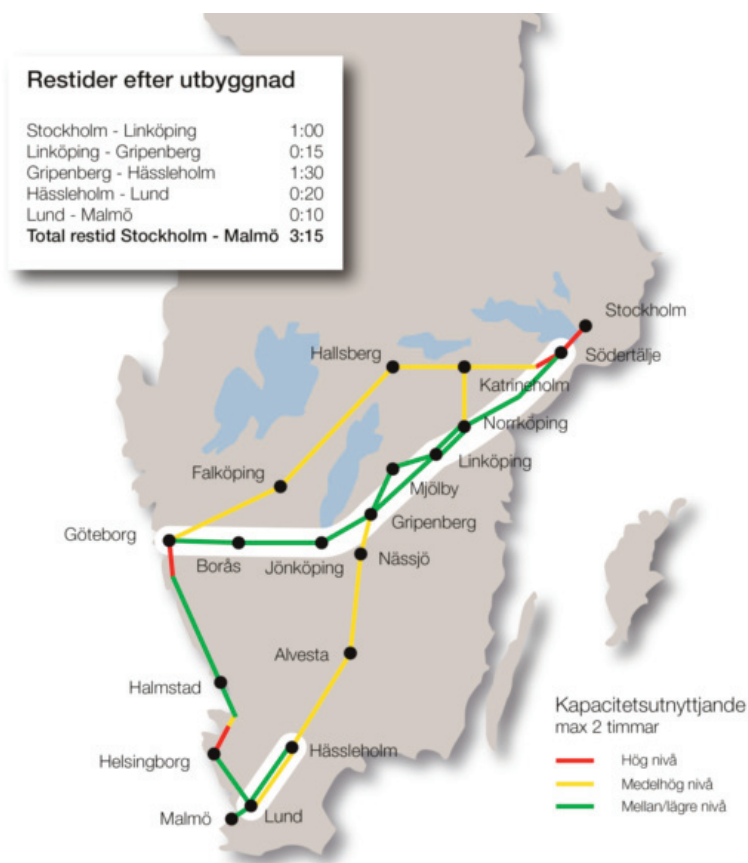 Restider efter utbyggnad
Stockholm - Linköping 1:00
Linköping - Gripenberg 0:15
Gripenberg - Hässleholm 1:30
Hässleholm - Lund 0:20
Lund - Malmö 0:10
Total restid Stockholm - Malmö 3:15
Stockholm
Hallsberg
Södertälje
Katrineholm
Norrköping
Linköping
Falköping
Mjölby
Gripenberg
Göteborg
Borås
Jönköping
Nässjö
Alvesta
Halmstad
Kapacitetsutnyttjande
max 2 timmar
Hässleholm
Helsingborg
Hög nivå
Medelhög nivå
Mellan/lägre nivå
Malmö
Lund